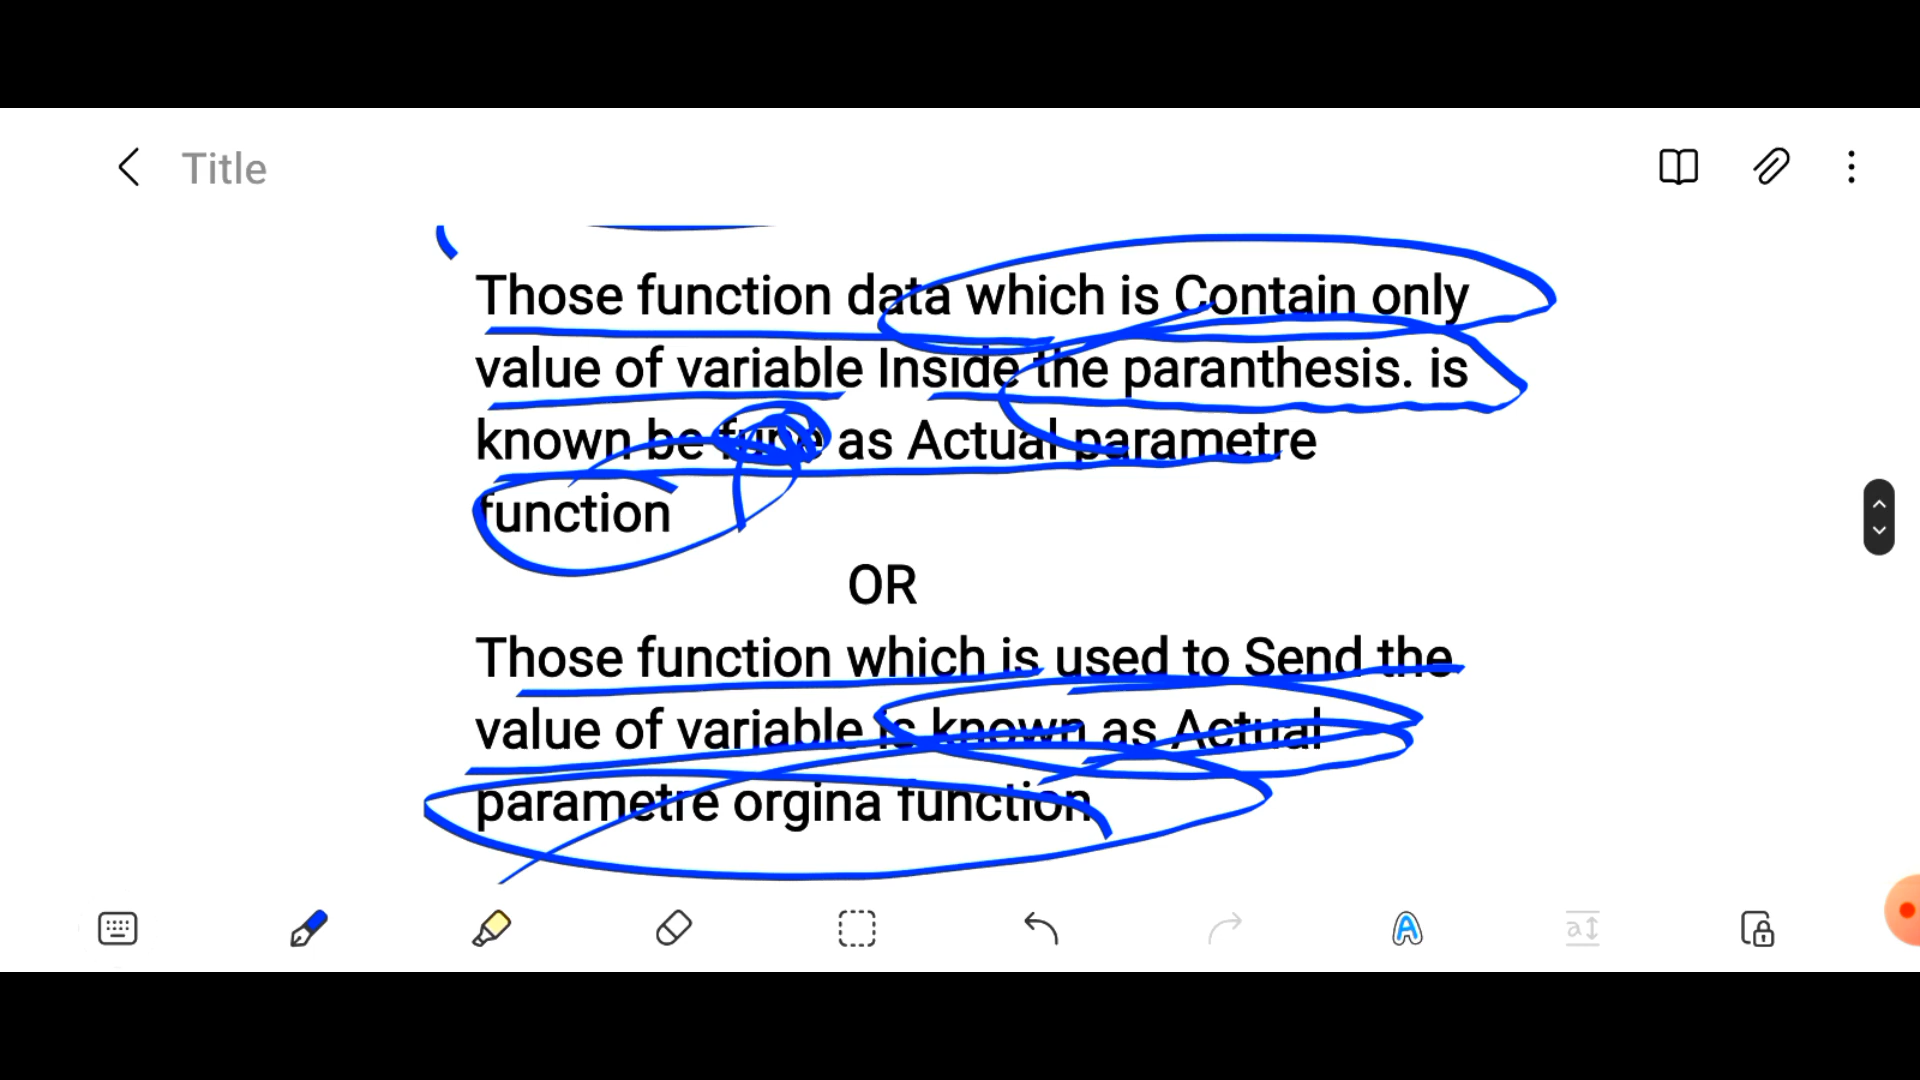 Title
Those function data which is Contain only
value of variable Inside the paranthesis. is
known be as Actual parametre
function
OR
Those function which is used to Send the
value of variable is known as Actual
parametre orgina function